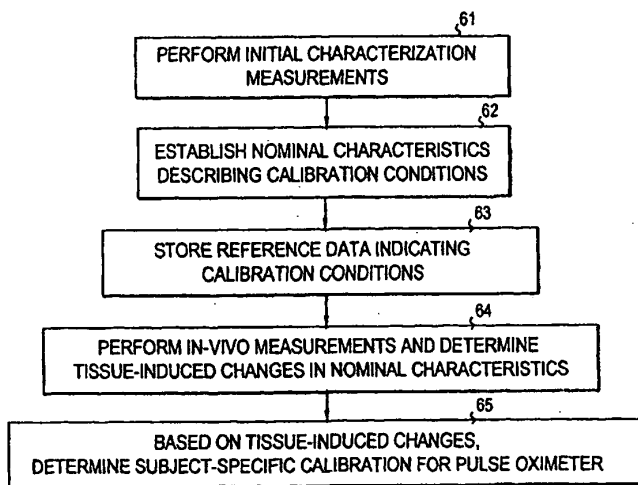 61
PERFORM INITIAL CHARACTERIZATION
MEASUREMENTS
62
ESTABLISH NOMINAL CHARACTERISTICS
DESCRIBING CALIBRATION CONDITIONS
63
STORE REFERENCE DATA INDICATING
CALIBRATION CONDITIONS
64
PERFORM IN-VIVO MEASUREMENTS AND DETERMINE
TISSUE-INDUCED CHANGES IN NOMINAL CHARACTERISTICS
65
BASED ON TISSUE-INDUCED CHANGES,
DETERMINE SUBJECT-SPECIFIC CALIBRATION FOR PULSE OXIMETER